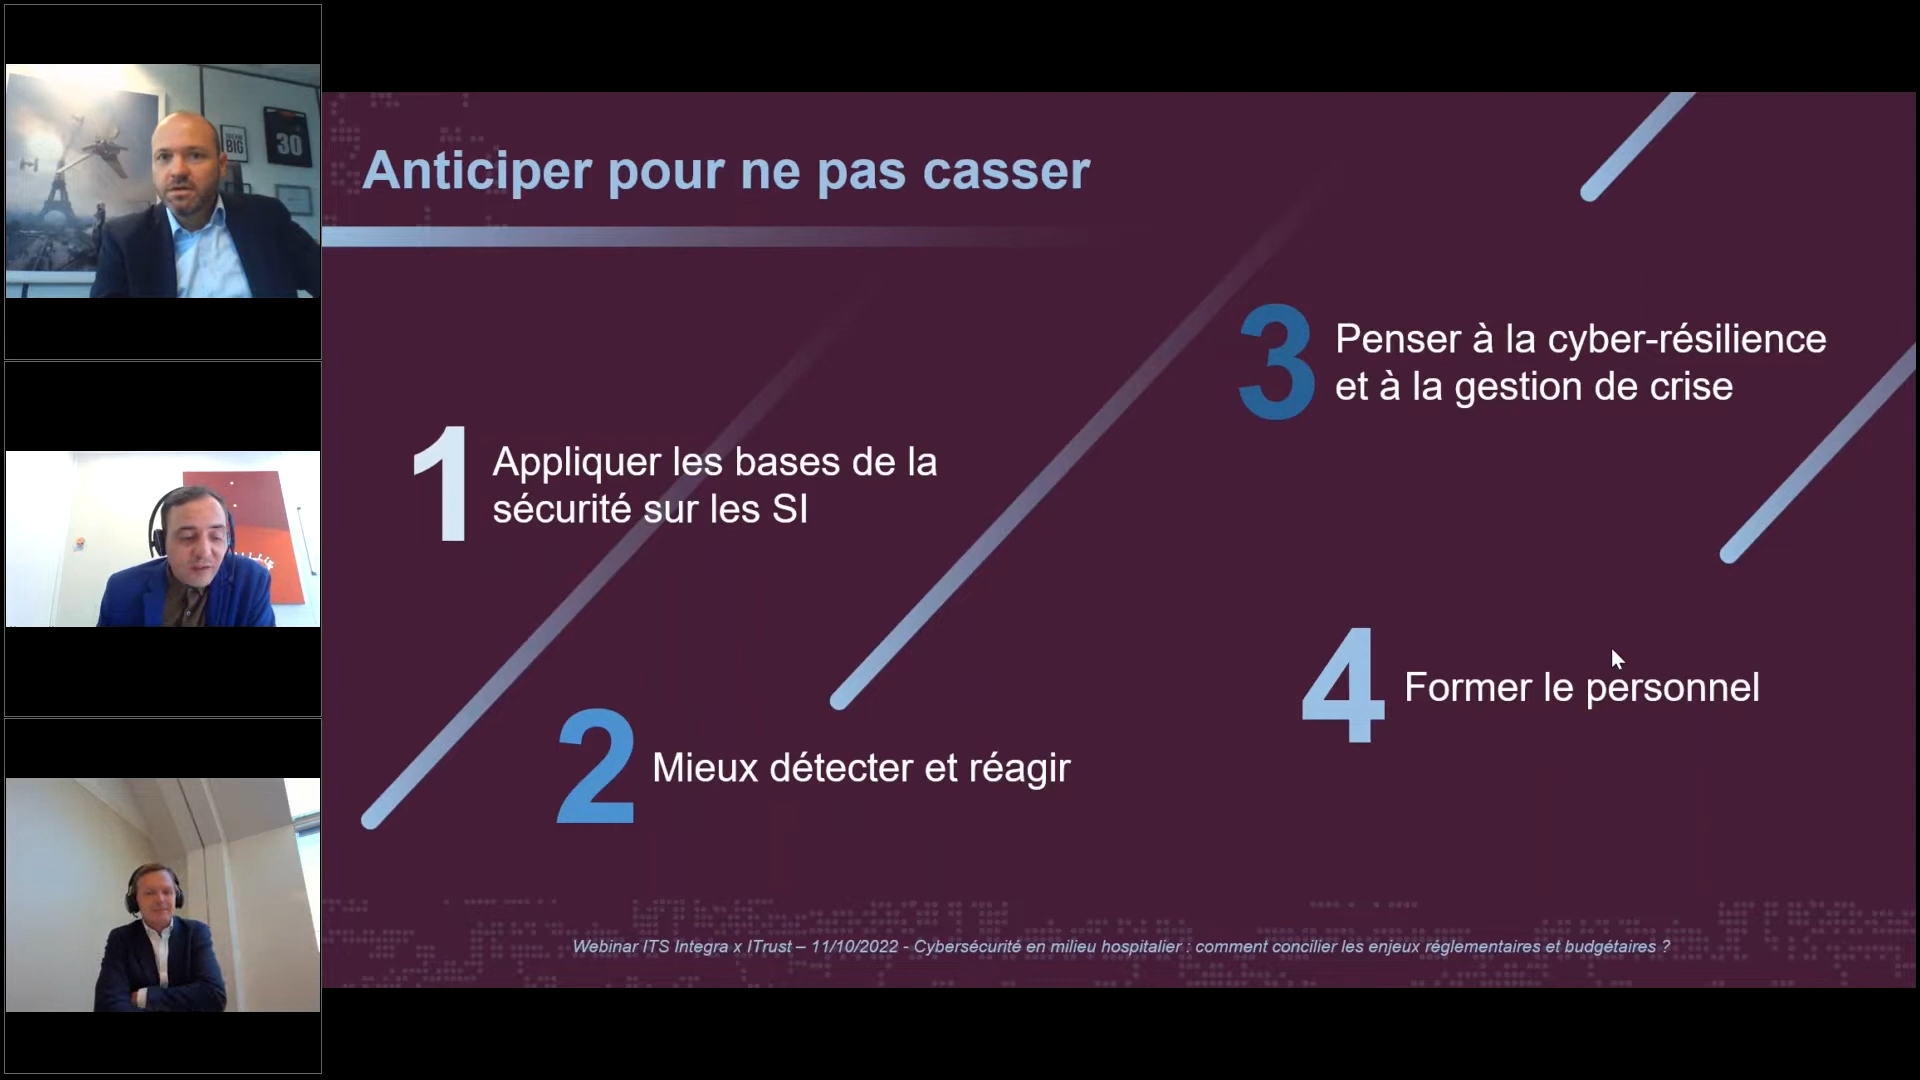 BIG
30
Anticiper pour ne pas casser
1 Appliquer les bases de la
sécurité sur les SI
2 Mieux détecter et réagir
3 Penser à la cyber-résilience
et à la gestion de crise
4 Former le personnel
Webinar ITS Integra x ITrust – 11/10/2022 - Cybersécurité en milieu hospitalier : comment concilier les enjeux réglementaires et budgétaires ?